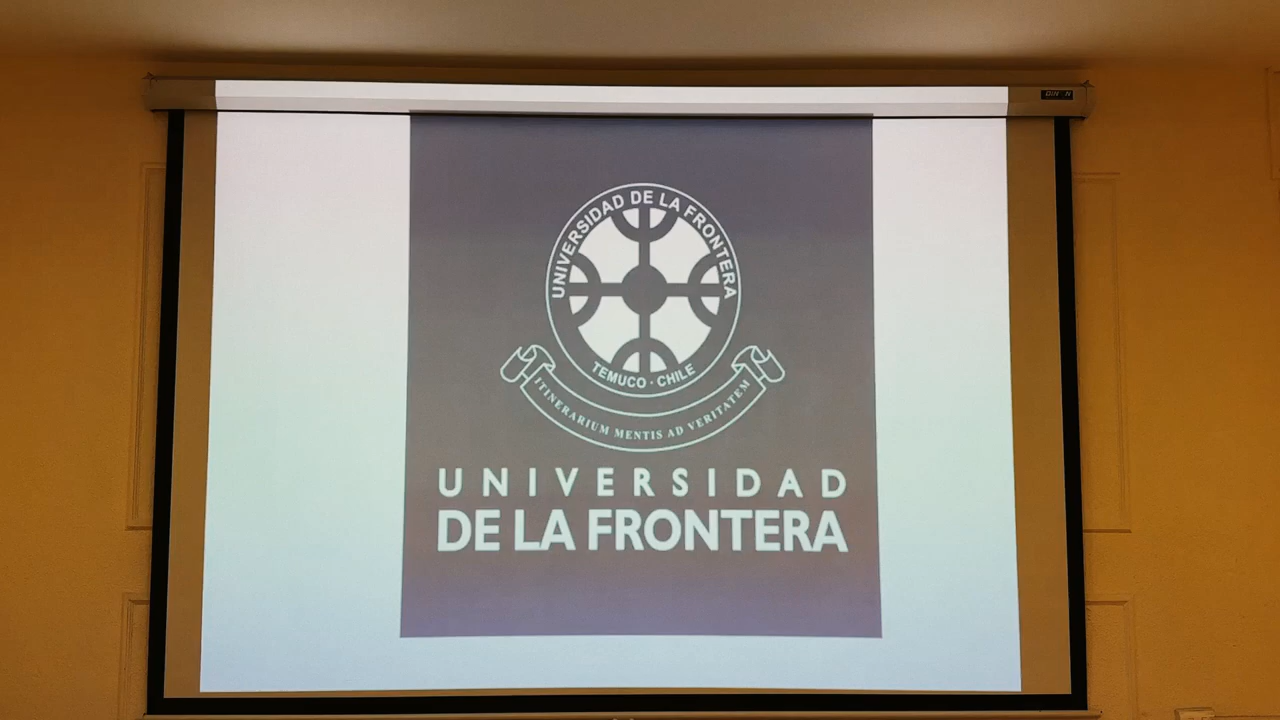 UNIVERSIDAD DE LA FRONTERA
TEMUCO · CHILE
ITINERARIUM MENTIS AD VERITATEM
UNIVERSIDAD
DE LA FRONTERA